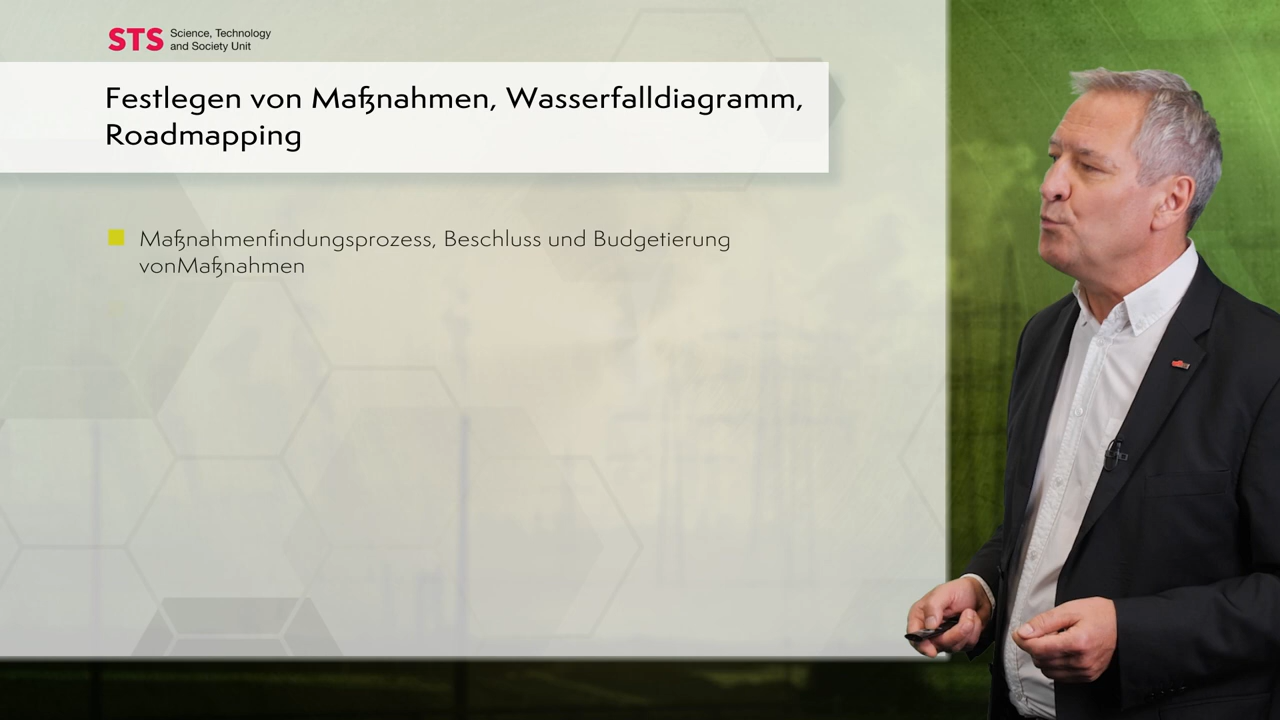 STS Science, Technology
and Society Unit
Festlegen von Maßnahmen, Wasserfalldiagramm,
Roadmapping
Maßnahmenfindungsprozess, Beschluss und Budgetierung
vonMaßnahmen